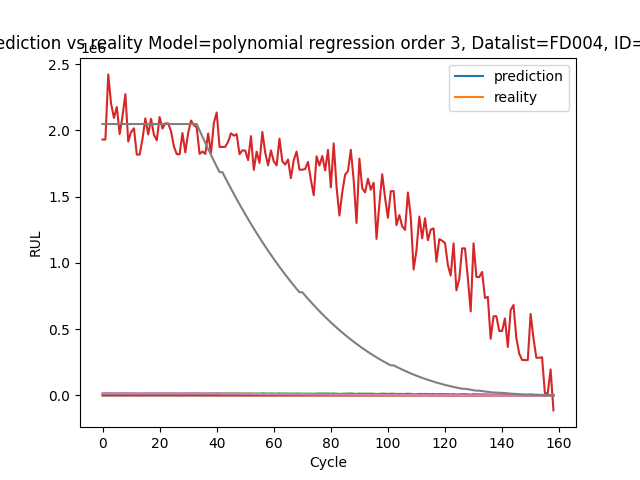 ediction vs reality Model=polynomial regression order 3, Datalist=FD004, ID=
1e6
prediction
reality
2.5
2.0
1.5
1.0
0.5
0.0
RUL
0 20 40 60 80 100 120 140 160
Cycle